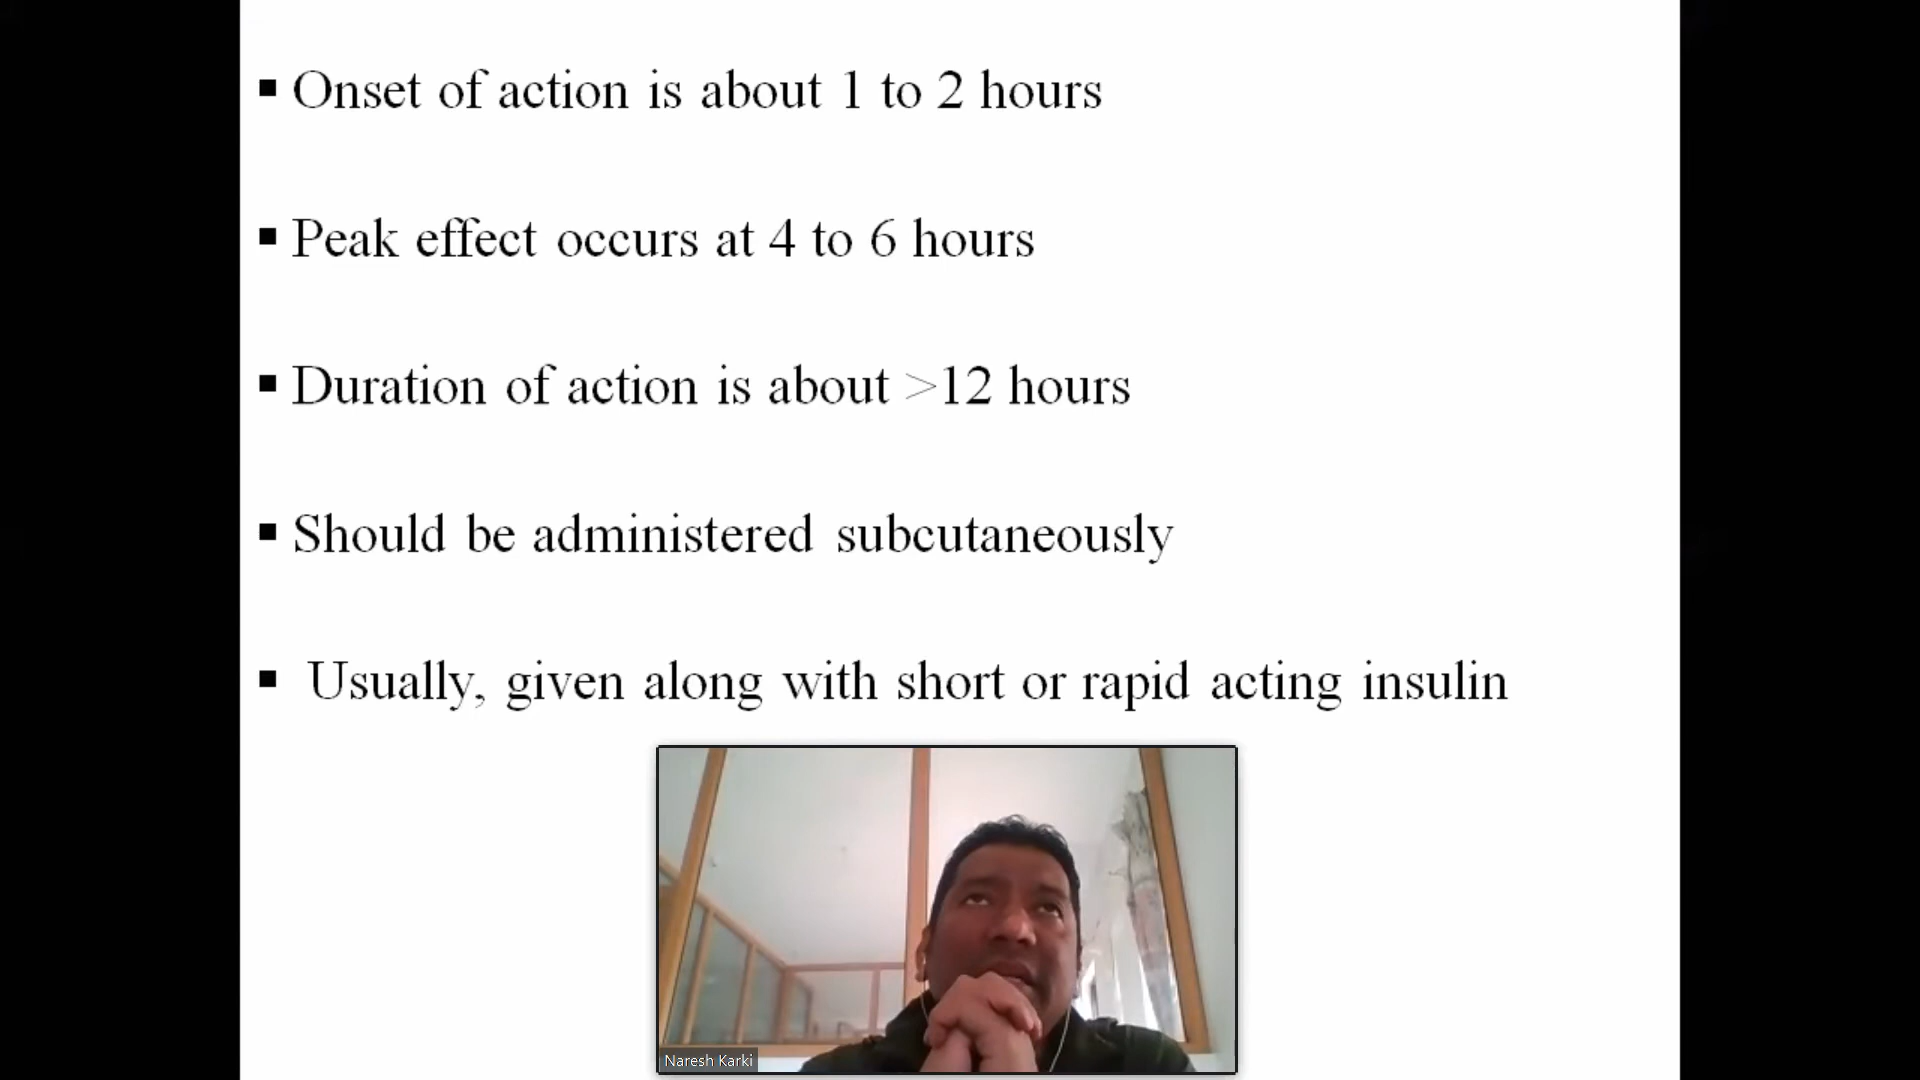 ▪ Onset of action is about 1 to 2 hours
▪ Peak effect occurs at 4 to 6 hours
▪ Duration of action is about >12 hours
▪ Should be administered subcutaneously
▪ Usually, given along with short or rapid acting insulin
Naresh Karki